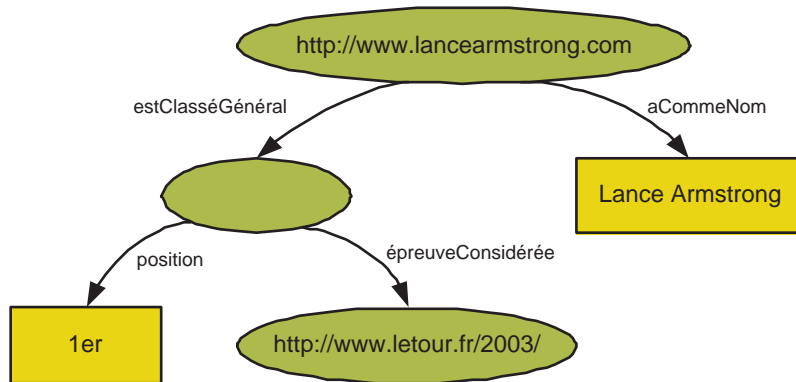 http://www.lancearmstrong.com
estClasséGénéral
aCommeNom
Lance Armstrong
position
épreuveConsidérée
1er
http://www.letour.fr/2003/